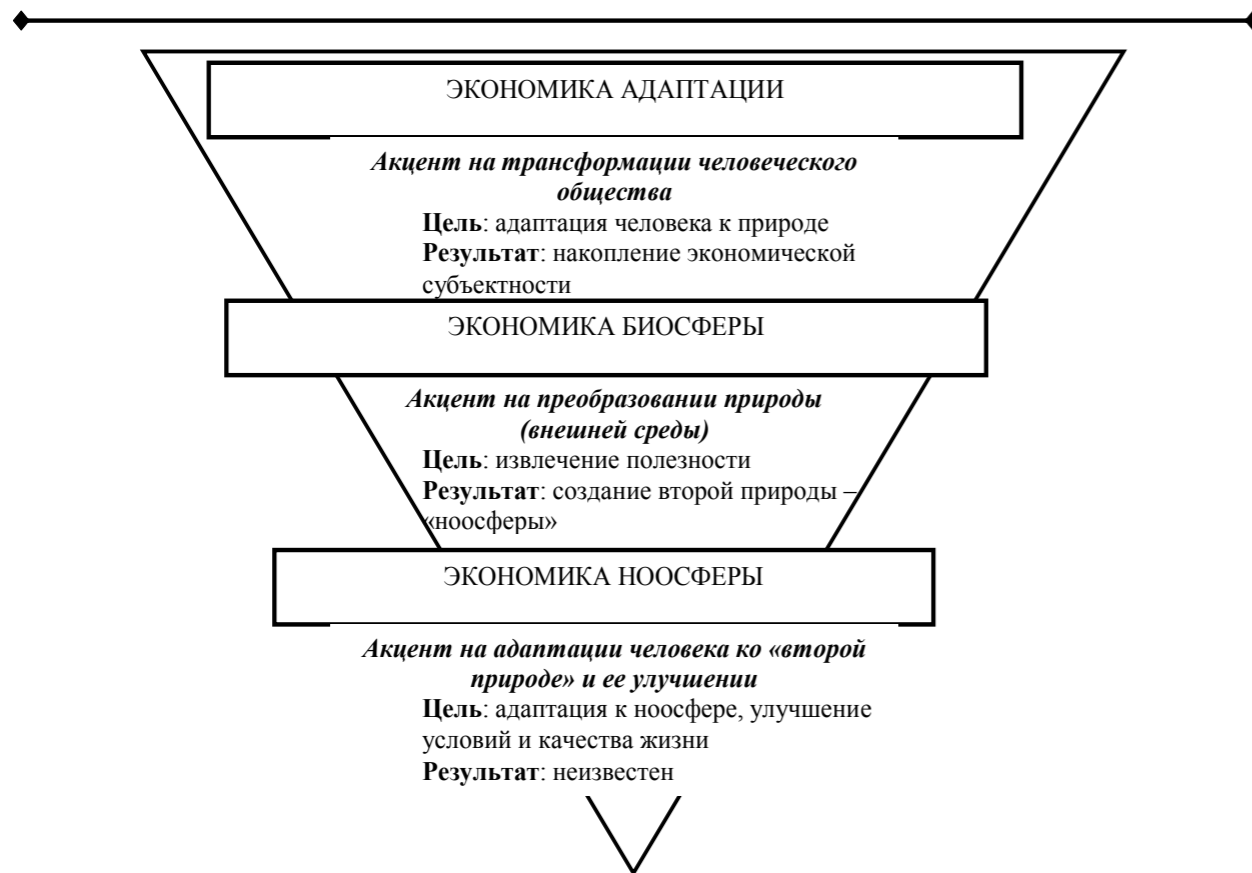 ЭКОНОМИКА АДАПТАЦИИ
Акцент на трансформации человеческого
общества
Цель: адаптация человека к природе
Результат: накопление экономической
субъектности
ЭКОНОМИКА БИОСФЕРЫ
Акцент на преобразовании природы
(внешней среды)
Цель: извлечение полезности
Результат: создание второй природы –
«ноосферы»
ЭКОНОМИКА НООСФЕРЫ
Акцент на адаптации человека ко «второй
природе» и ее улучшении
Цель: адаптация к ноосфере, улучшение
условий и качества жизни
Результат: неизвестен